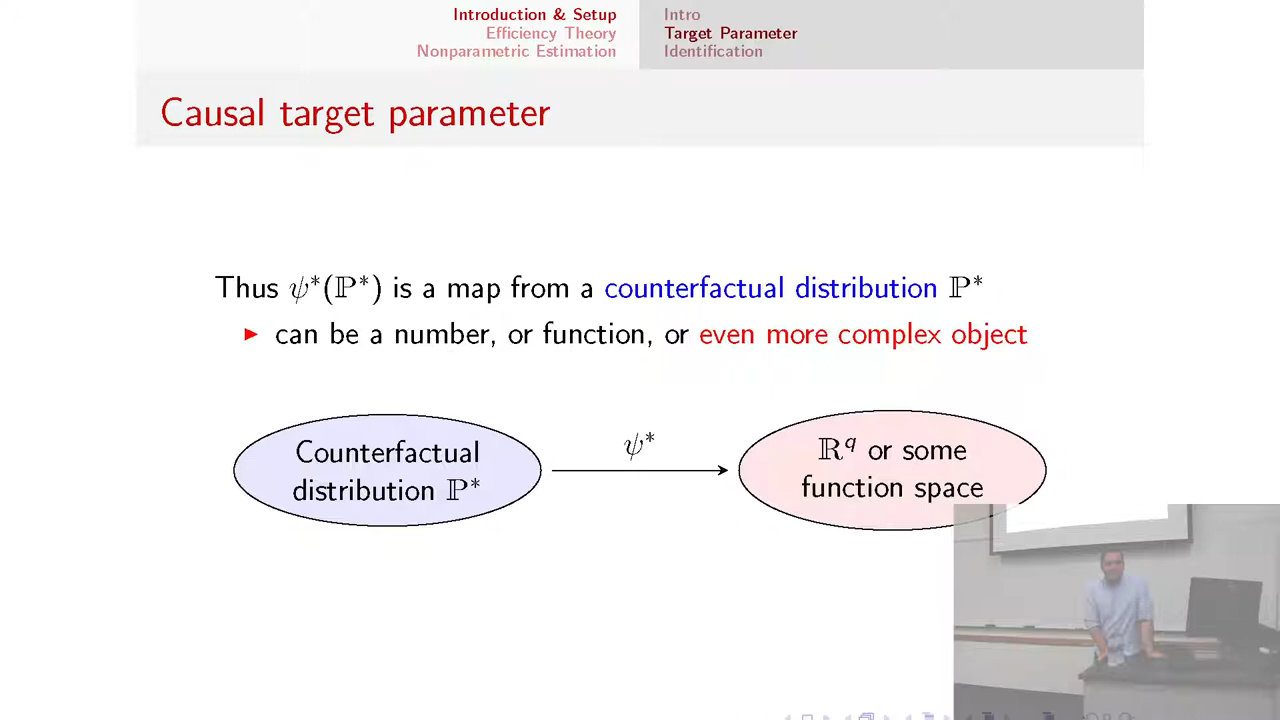 Introduction & Setup
Efficiency Theory
Nonparametric Estimation
Intro
Target Parameter
Identification
Causal target parameter
Thus ψ*(ℙ*) is a map from a counterfactual distribution ℙ*
▶ can be a number, or function, or even more complex object
Counterfactual
distribution ℙ*
ψ*
ℝ^q or some
function space